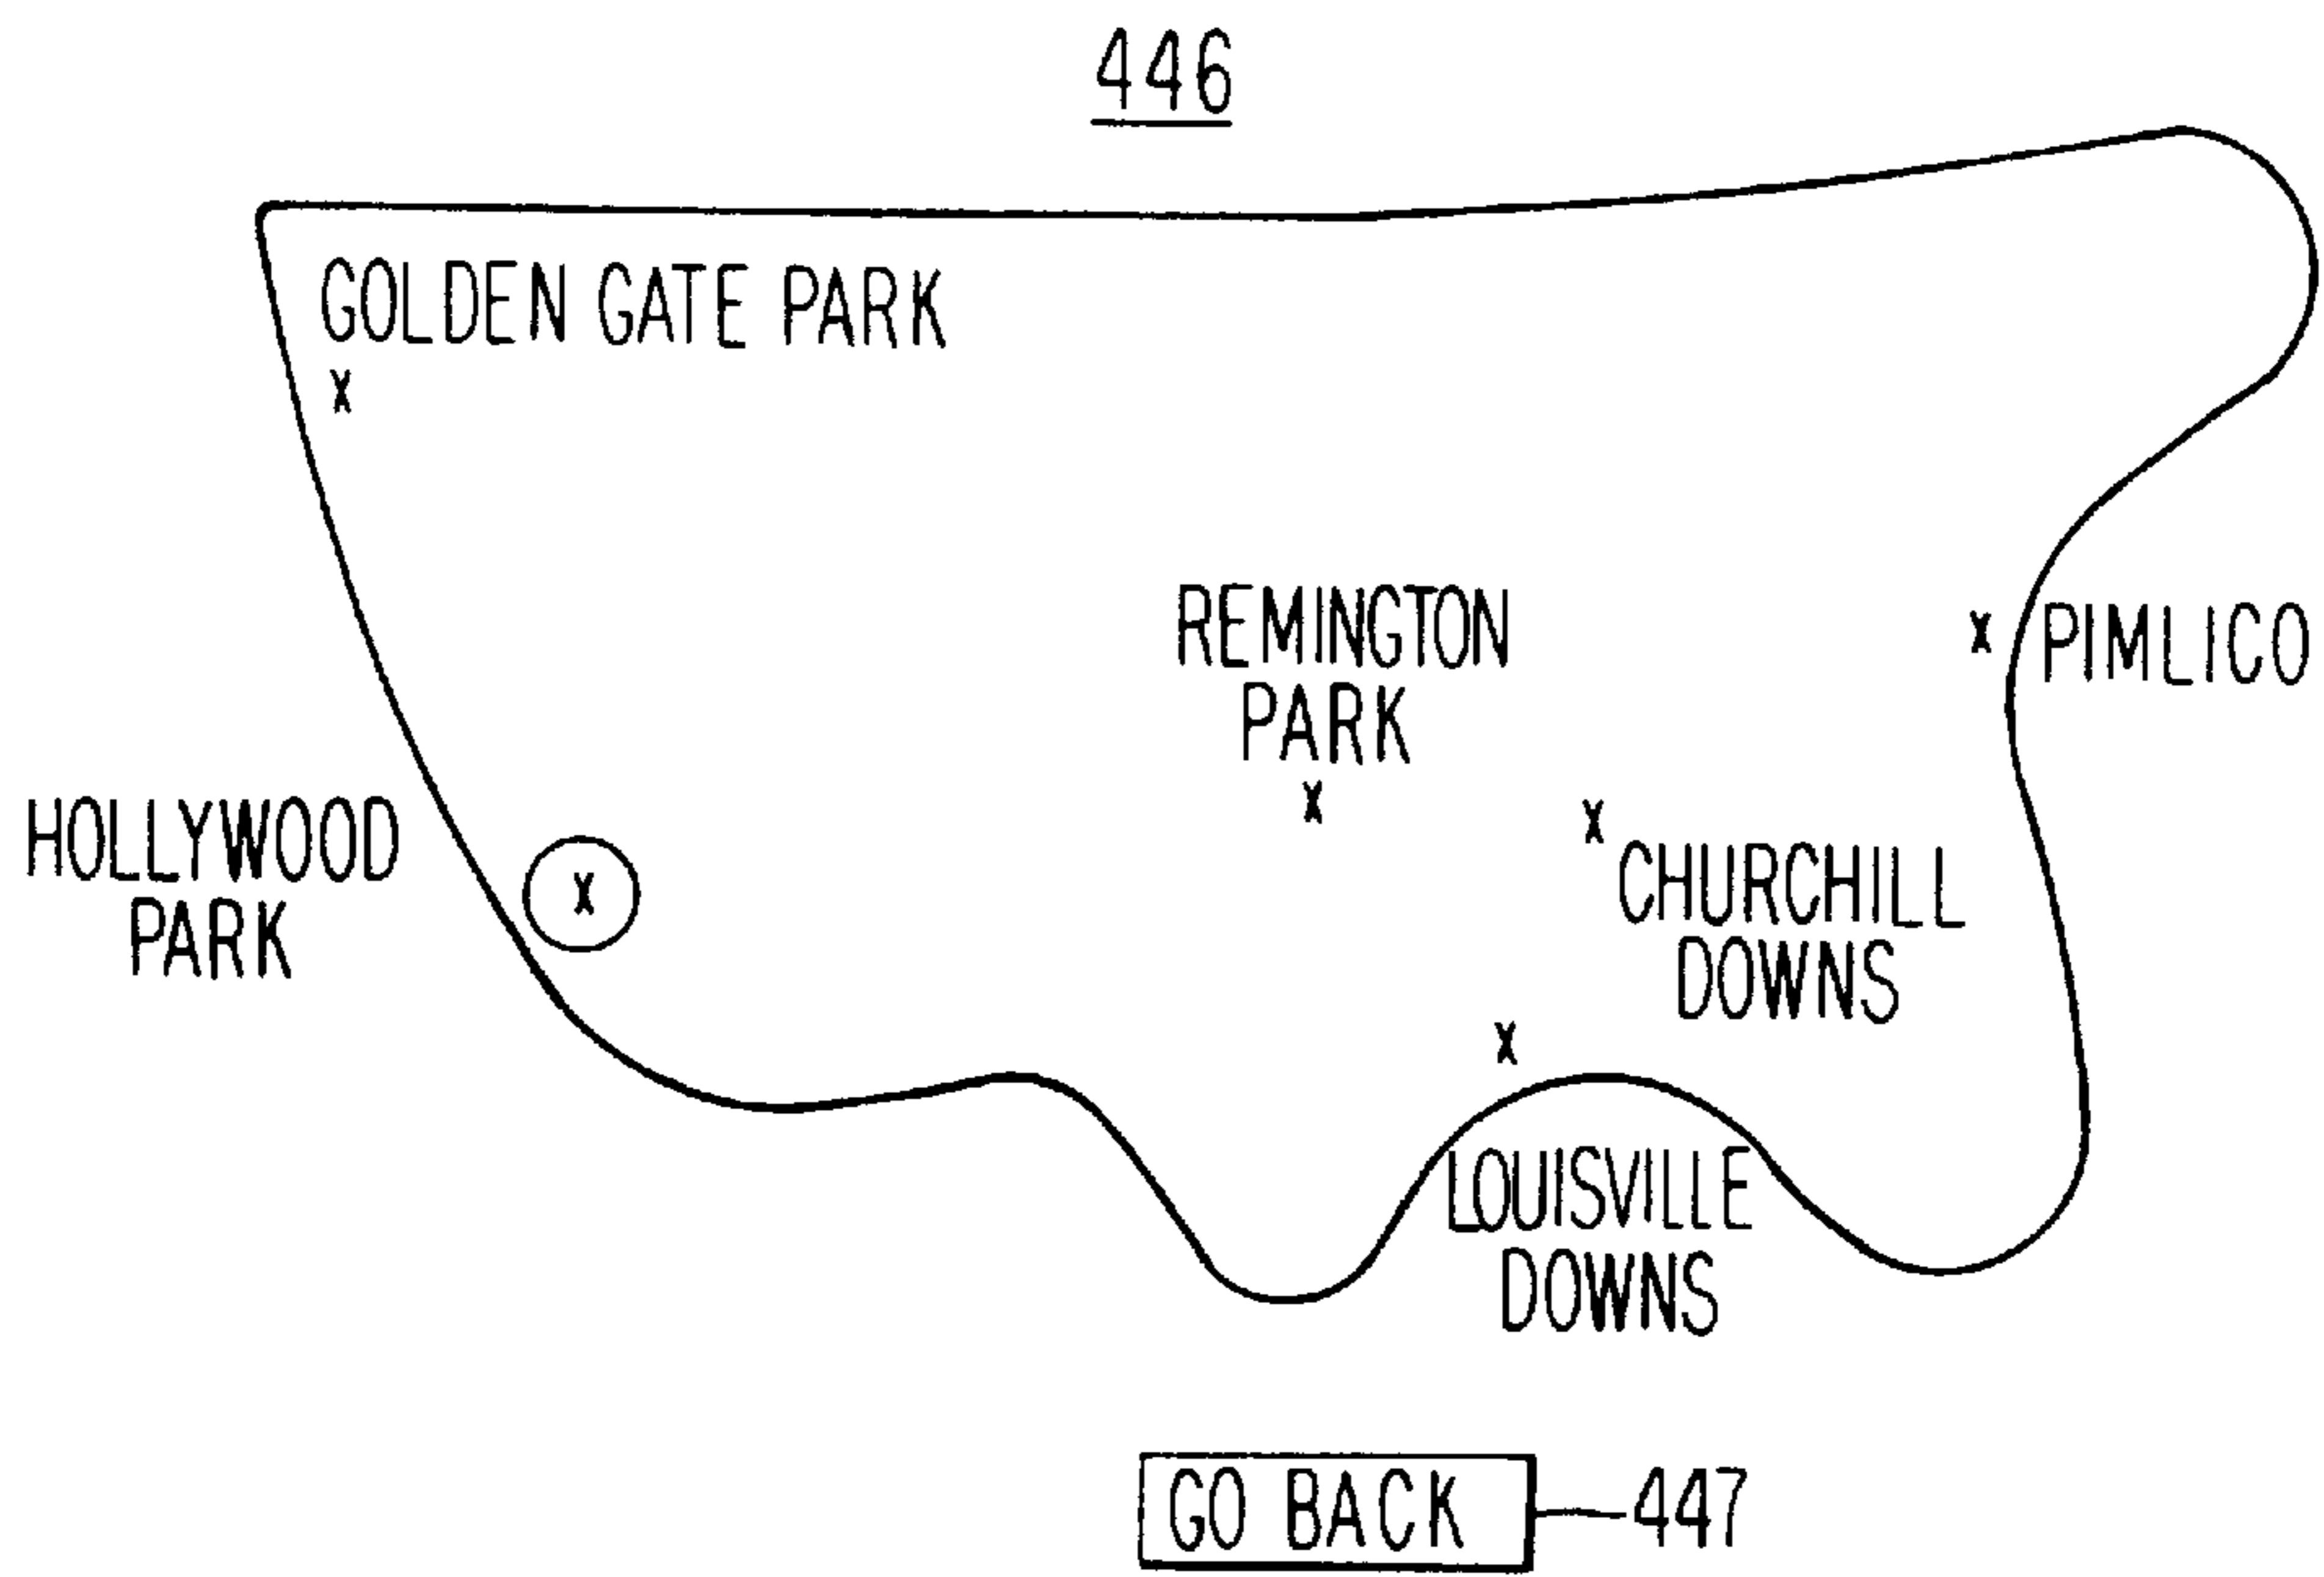 446
GOLDEN GATE PARK
X
REMINGTON
PARK
X
X PIMLICO
HOLLYWOOD
PARK
X
X
CHURCHILL
DOWNS
X
LOUISVILLE
DOWNS
GO BACK
447